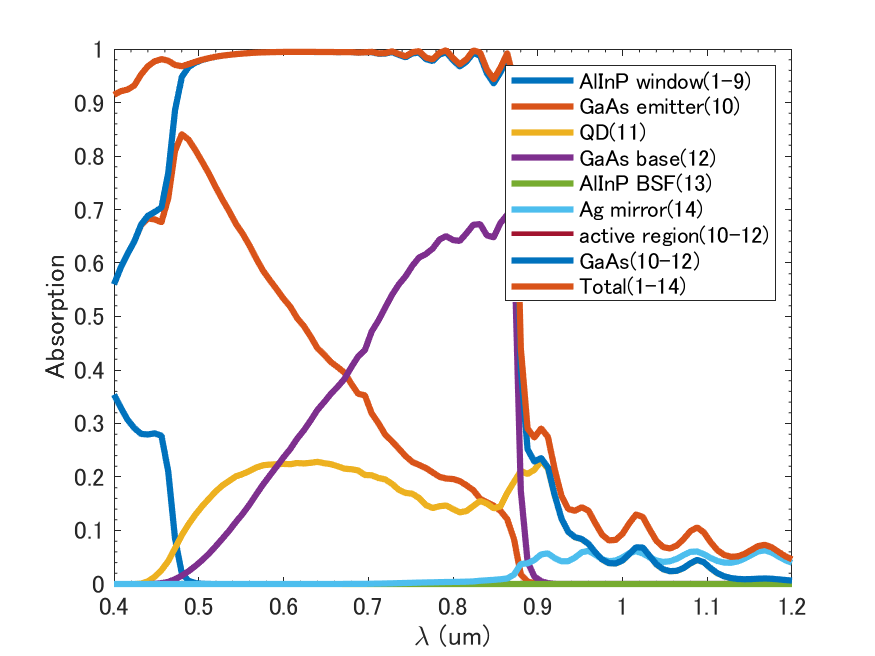 1
0.9
0.8
0.7
0.6
0.5
0.4
0.3
0.2
0.1
0
Absorption
AlInP window(1-9)
GaAs emitter(10)
QD(11)
GaAs base(12)
AlInP BSF(13)
Ag mirror(14)
active region(10-12)
GaAs(10-12)
Total(1-14)
0.4 0.5 0.6 0.7 0.8 0.9 1 1.1 1.2
λ (um)